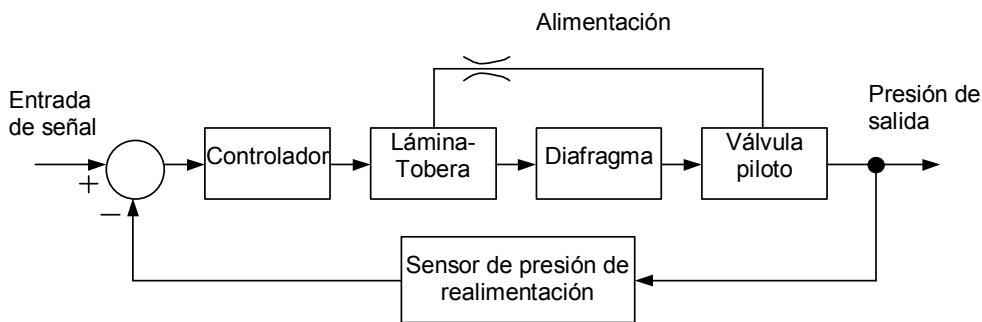 Alimentación
Entrada
de señal
Presión de
salida
Controlador
Lámina-
Tobera
Diafragma
Válvula
piloto
+
−
Sensor de presión de
realimentación